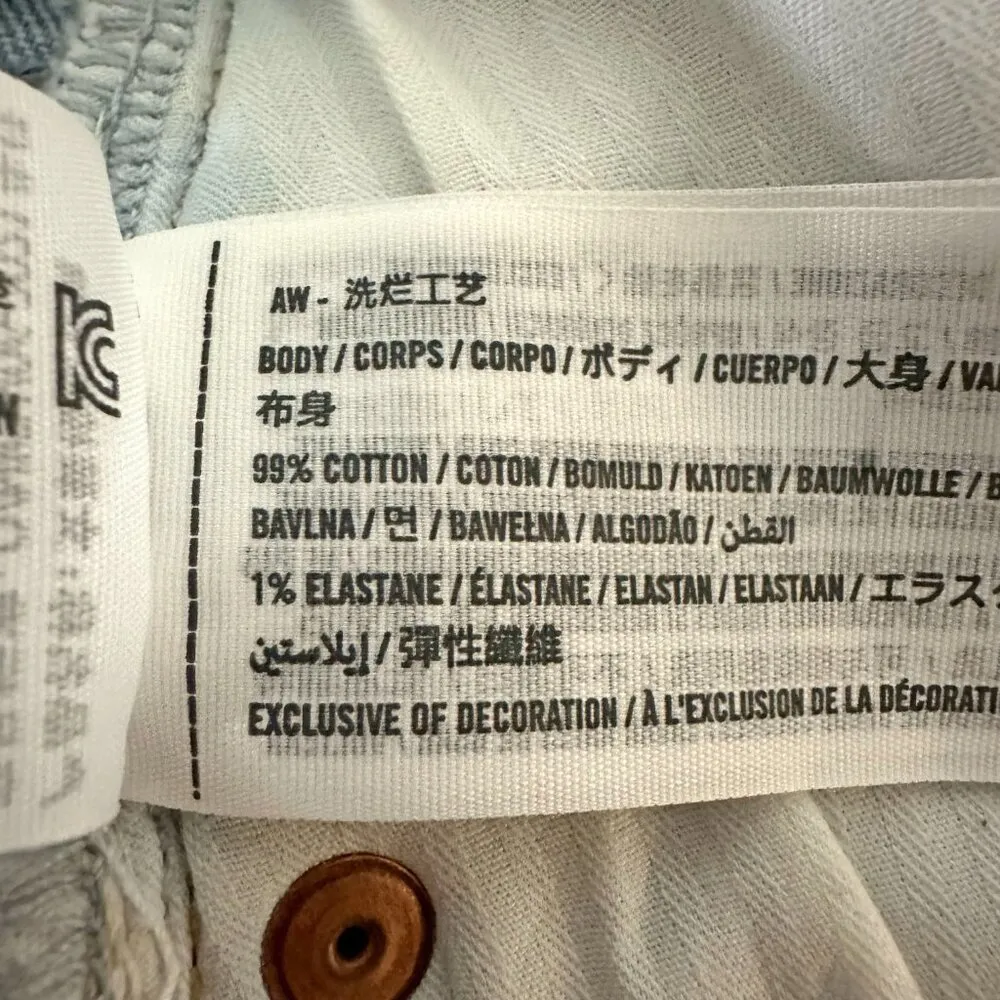 AW - 洗烂工艺
BODY / CORPS / CORPO / ボディ / CUERPO / 大身 /
布身
99% COTTON / COTON / BOMULD / KATOEN / BAUMWOLLE /
BAVLNA / 면 / BAWEŁNA / ALGODÃO / القطن
1% ELASTANE / ÉLASTANE / ELASTAN / ELASTAAN /
إيلاستين / 彈性纖維
EXCLUSIVE OF DECORATION / À L'EXCLUSION DE LA